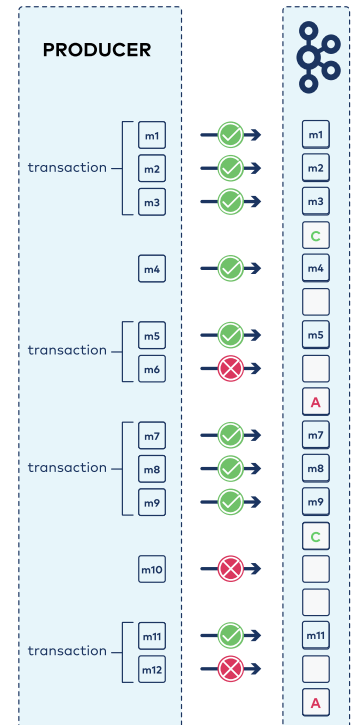 PRODUCER
m1 m1
transaction m2 m2
m3 m3
C
m4 m4
m5 m5
transaction
m6
A
m7 m7
transaction m8 m8
m9 m9
C
m10
m11 m11
transaction
m12
A